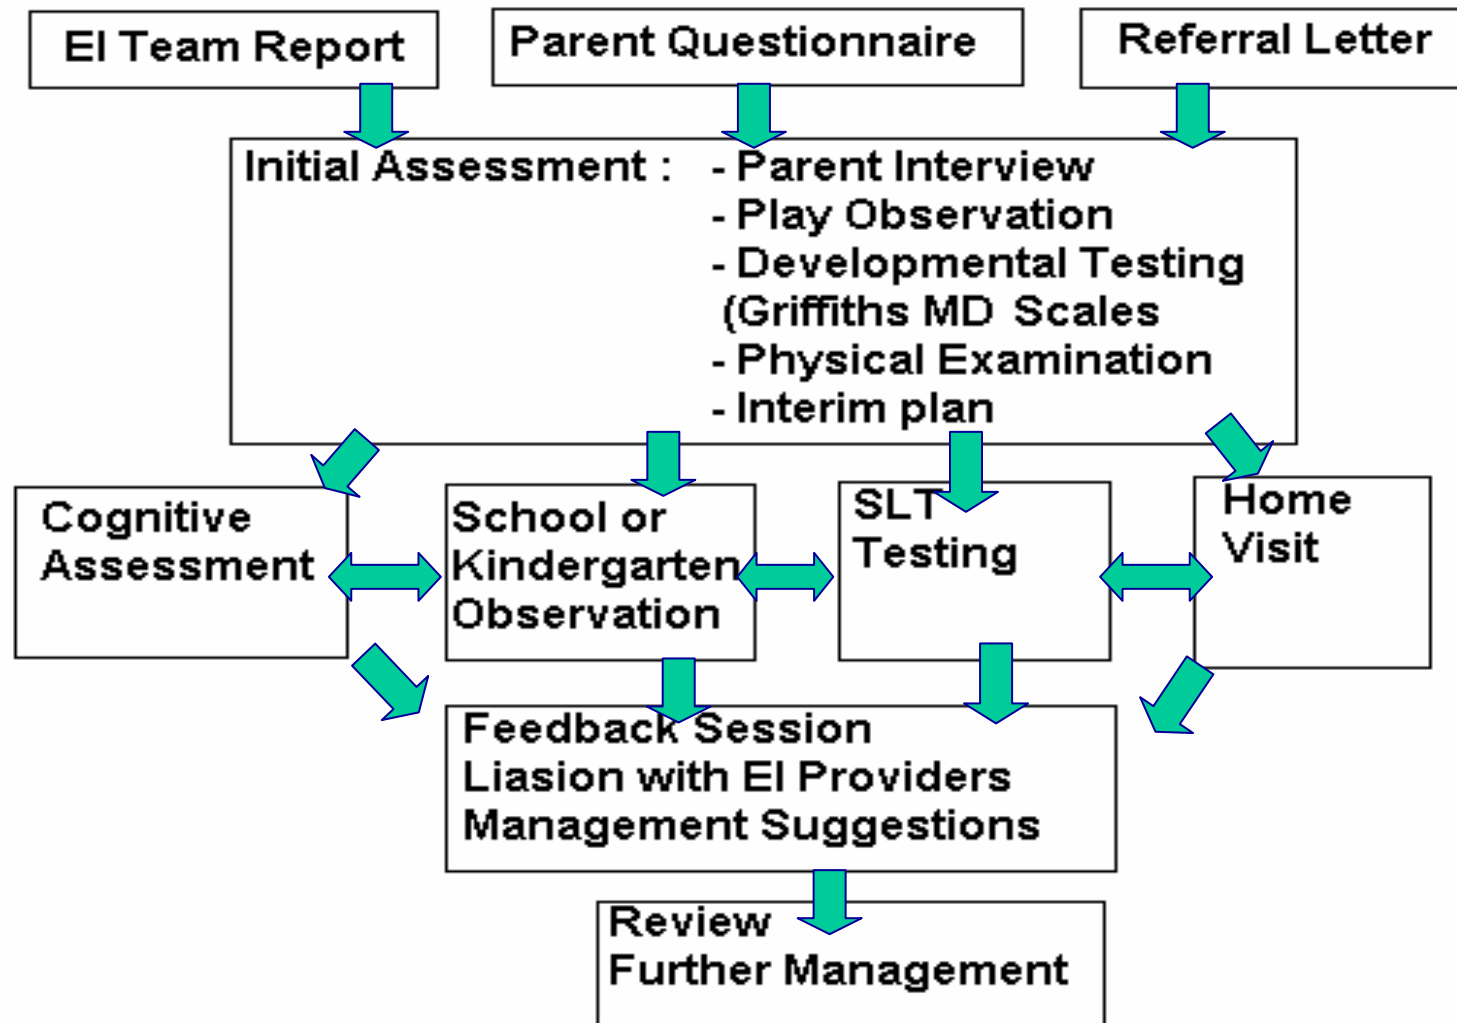 EI Team Report
Parent Questionnaire
Referral Letter
Initial Assessment : - Parent Interview
- Play Observation
- Developmental Testing
(Griffiths MD Scales
- Physical Examination
- Interim plan
Cognitive
Assessment
School or
Kindergarten
Observation
SLT
Testing
Home
Visit
Feedback Session
Liasion with EI Providers
Management Suggestions
Review
Further Management